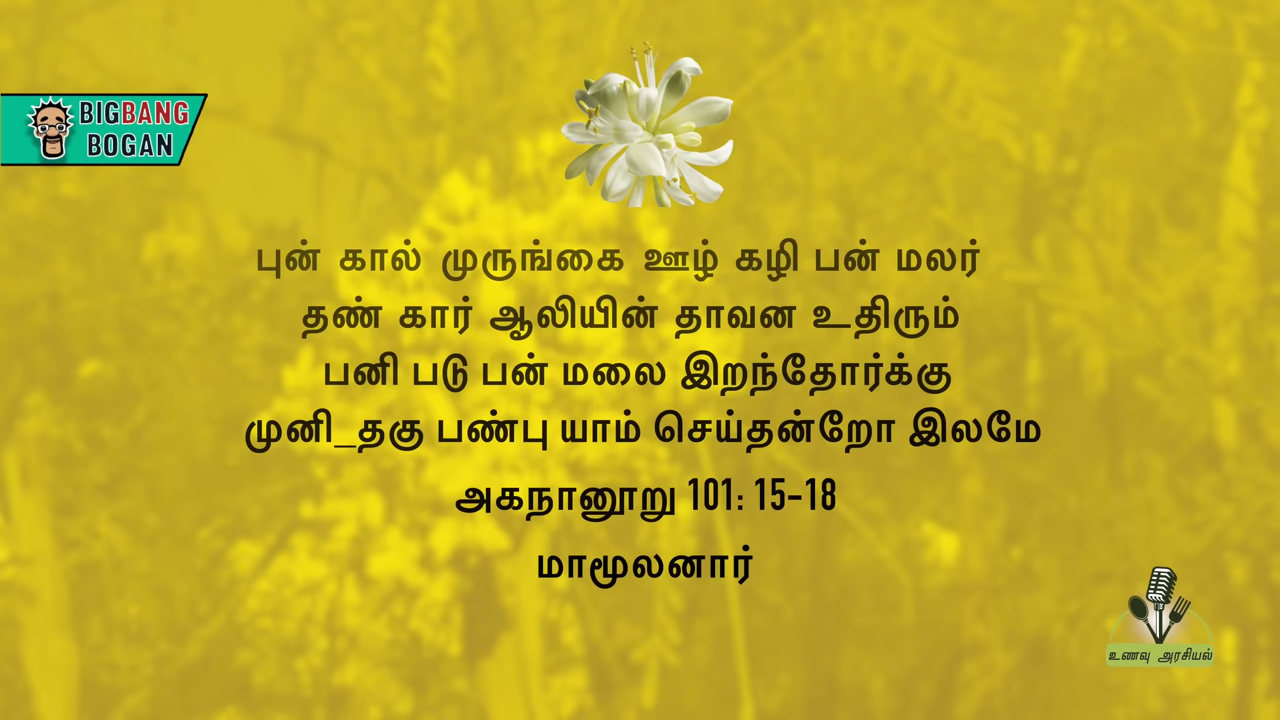 BIGBANG
BOGAN
புன் கால் முருங்கை ஊழ் கழி பன் மலர்
தண் கார் ஆலியின் தாவன உதிரும்
பனி படு பன் மலை இறந்தோர்க்கு
முனி_தகு பண்பு யாம் செய்தன்றோ இலமே
அகநானூறு 101: 15-18
மாமூலனார்
உணவு அரசியல்